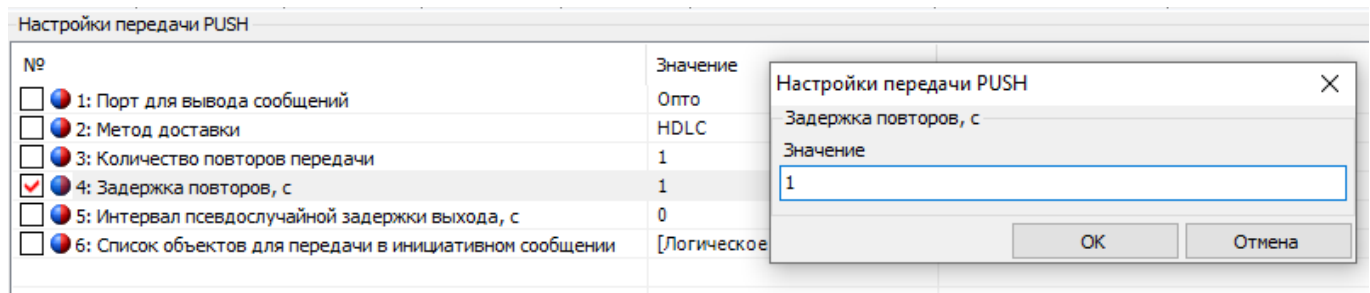 Настройки передачи PUSH
№ Значение
1: Порт для вывода сообщений Опто
2: Метод доставки HDLC
3: Количество повторов передачи 1
4: Задержка повторов, с 1
5: Интервал псевдослучайной задержки выхода, с 0
6: Список объектов для передачи в инициативном сообщении [Логическое
Настройки передачи PUSH
Задержка повторов, с
Значение
1
ОК Отмена